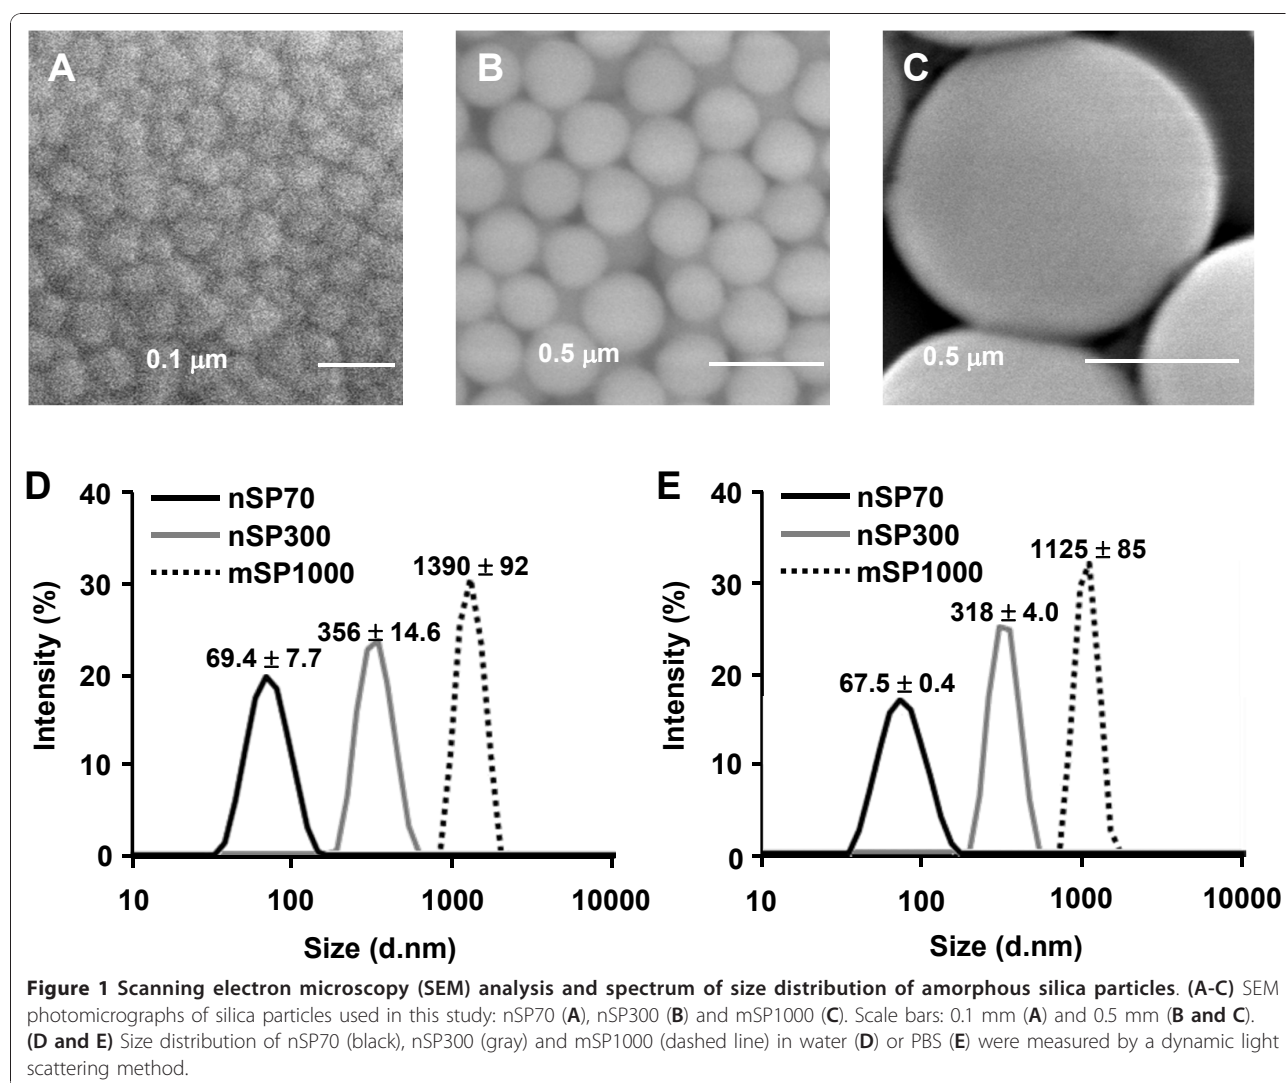 A
B
C
0.1 μm
0.5 μm
0.5 μm
D
40
30
20
10
0
Intensity (%)
nSP70
nSP300
mSP1000
69.4 ± 7.7
356 ± 14.6
1390 ± 92
10
100
1000
10000
Size (d.nm)
E
40
30
20
10
0
Intensity (%)
nSP70
nSP300
mSP1000
67.5 ± 0.4
318 ± 4.0
1125 ± 85
10
100
1000
10000
Size (d.nm)
Figure 1 Scanning electron microscopy (SEM) analysis and spectrum of size distribution of amorphous silica particles. (A-C) SEM
photomicrographs of silica particles used in this study: nSP70 (A), nSP300 (B) and mSP1000 (C). Scale bars: 0.1 mm (A) and 0.5 mm (B and C).
(D and E) Size distribution of nSP70 (black), nSP300 (gray) and mSP1000 (dashed line) in water (D) or PBS (E) were measured by a dynamic light
scattering method.